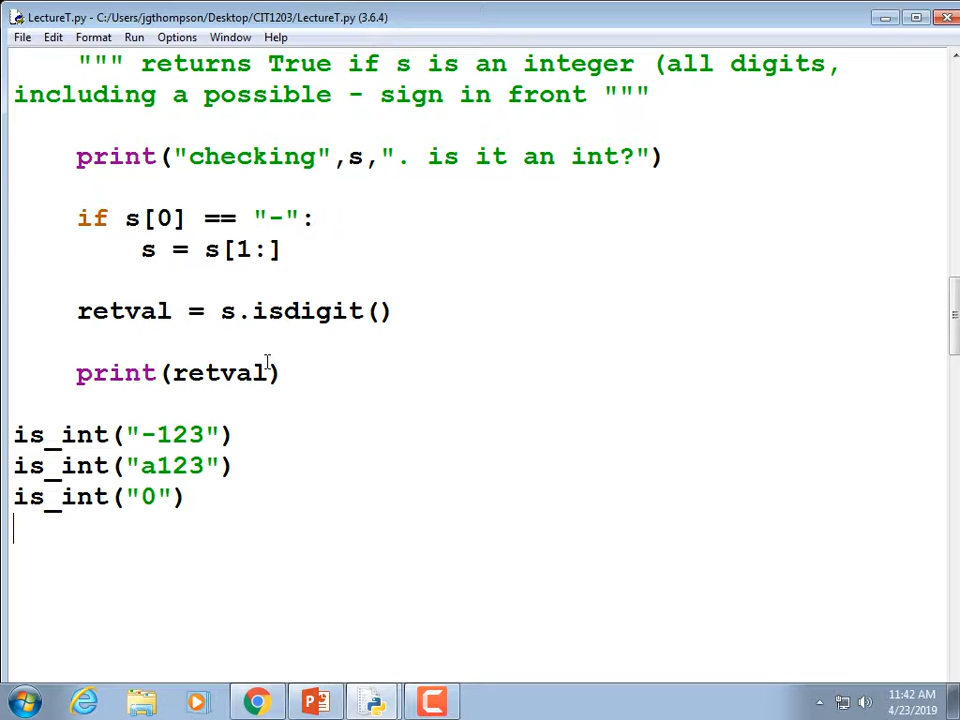 LectureT.py - C:/Users/jgthompson/Desktop/CIT1203/LectureT.py (3.6.4)
File Edit Format Run Options Window Help
""" returns True if s is an integer (all digits,
including a possible - sign in front """
print("checking",s,". is it an int?")
if s[0] == "-":
s = s[1:]
retval = s.isdigit()
print(retval)
is_int("-123")
is_int("a123")
is_int("0")
11:42 AM
4/23/2019